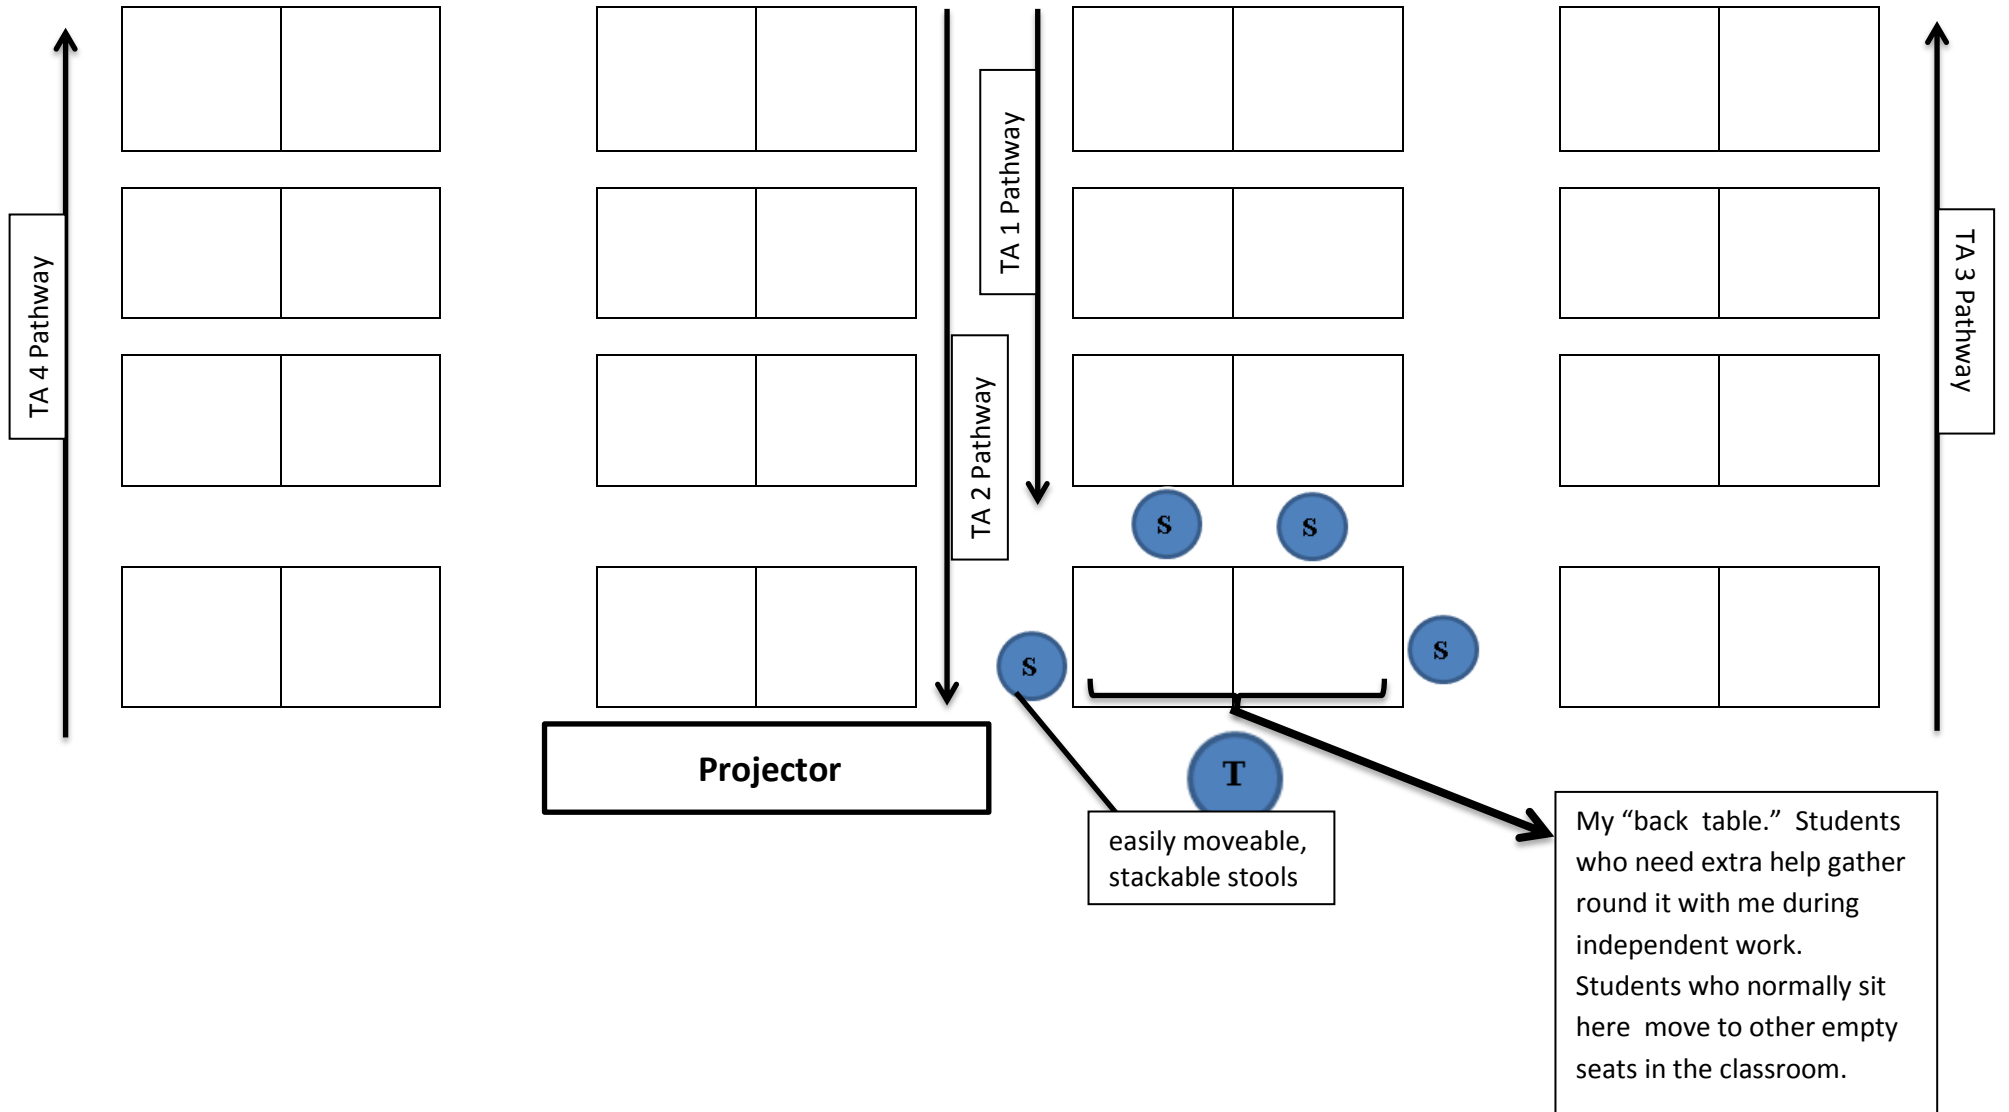 TA 4 Pathway
TA 2 Pathway
TA 1 Pathway
TA 3 Pathway
s
s
s
s
Projector
T
easily moveable,
stackable stools
My “back table.” Students
who need extra help gather
round it with me during
independent work.
Students who normally sit
here move to other empty
seats in the classroom.